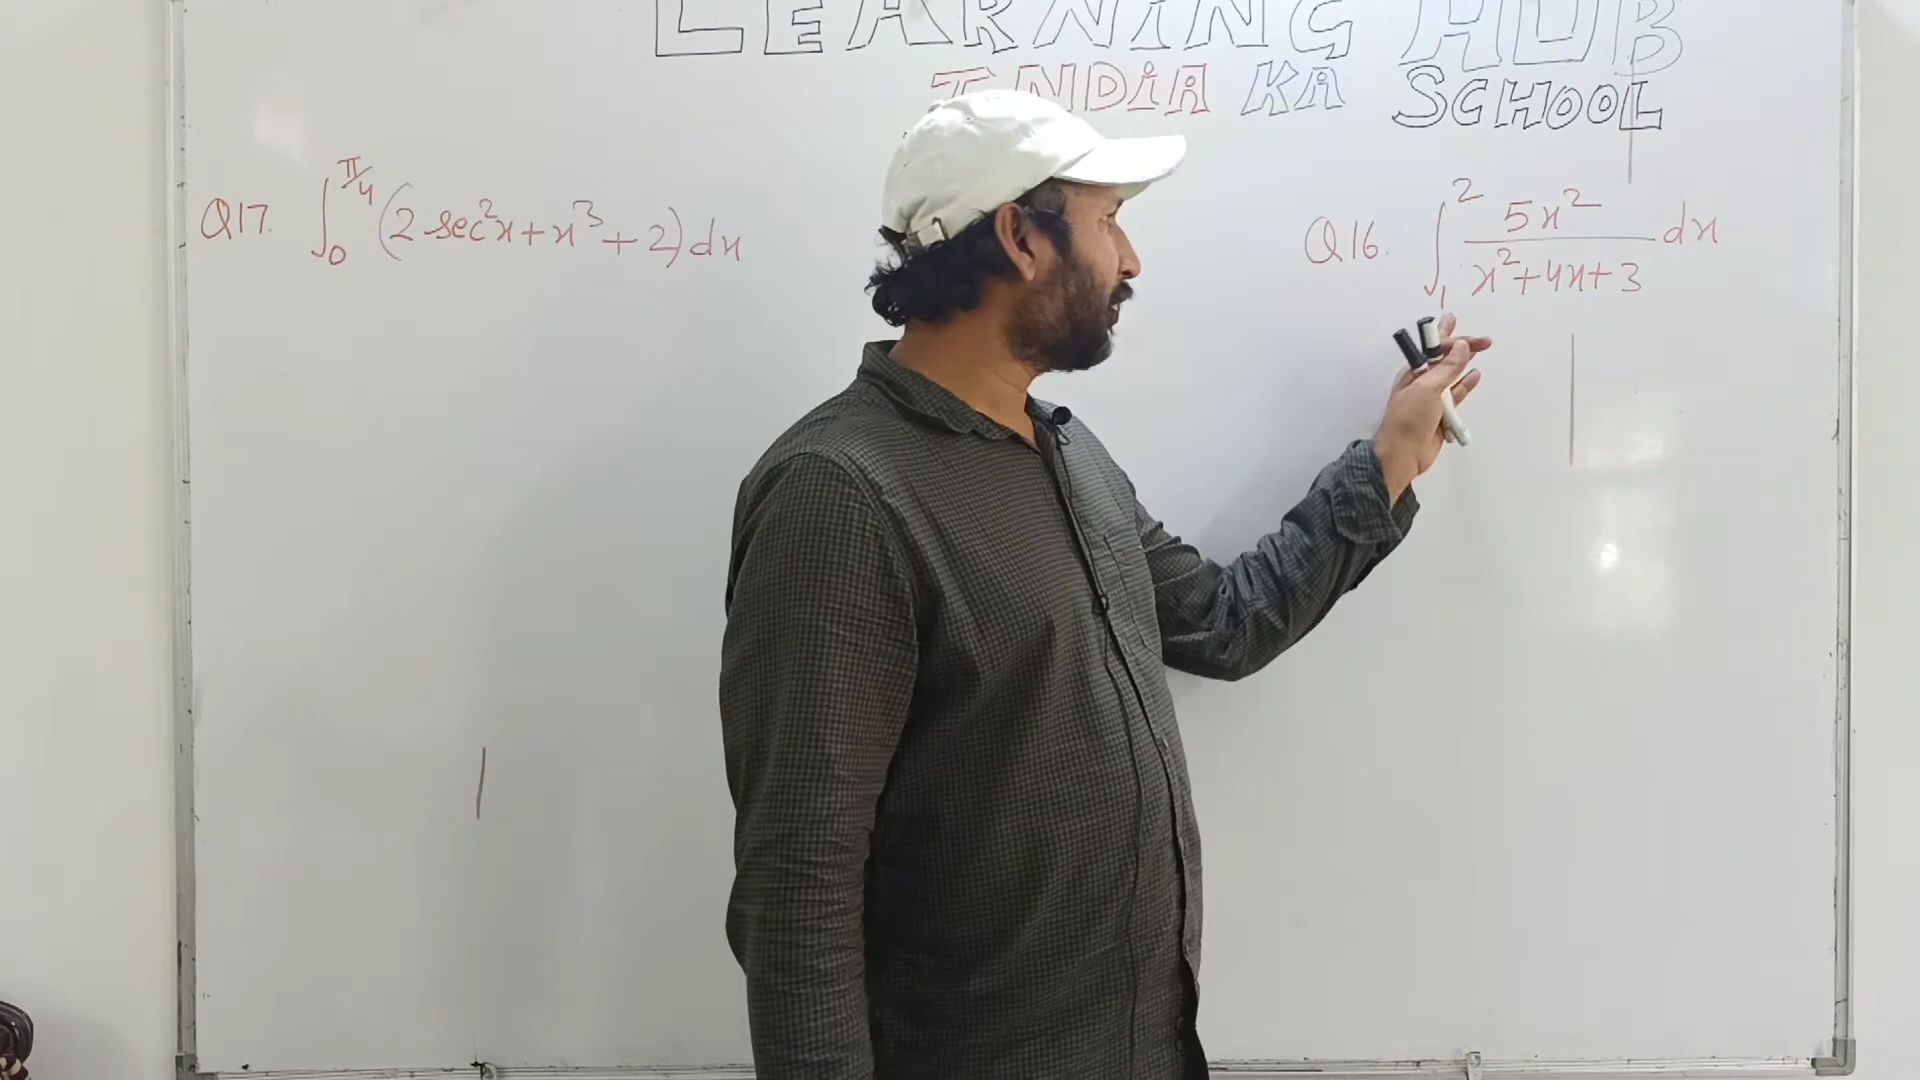 LEARNING HUB
INDIA KA SCHOOL
Q17. ∫₀^{π/4} (2 sec²x + x³ + 2) dx
Q16. ∫₁² 5x² / (x² + 4x + 3) dx